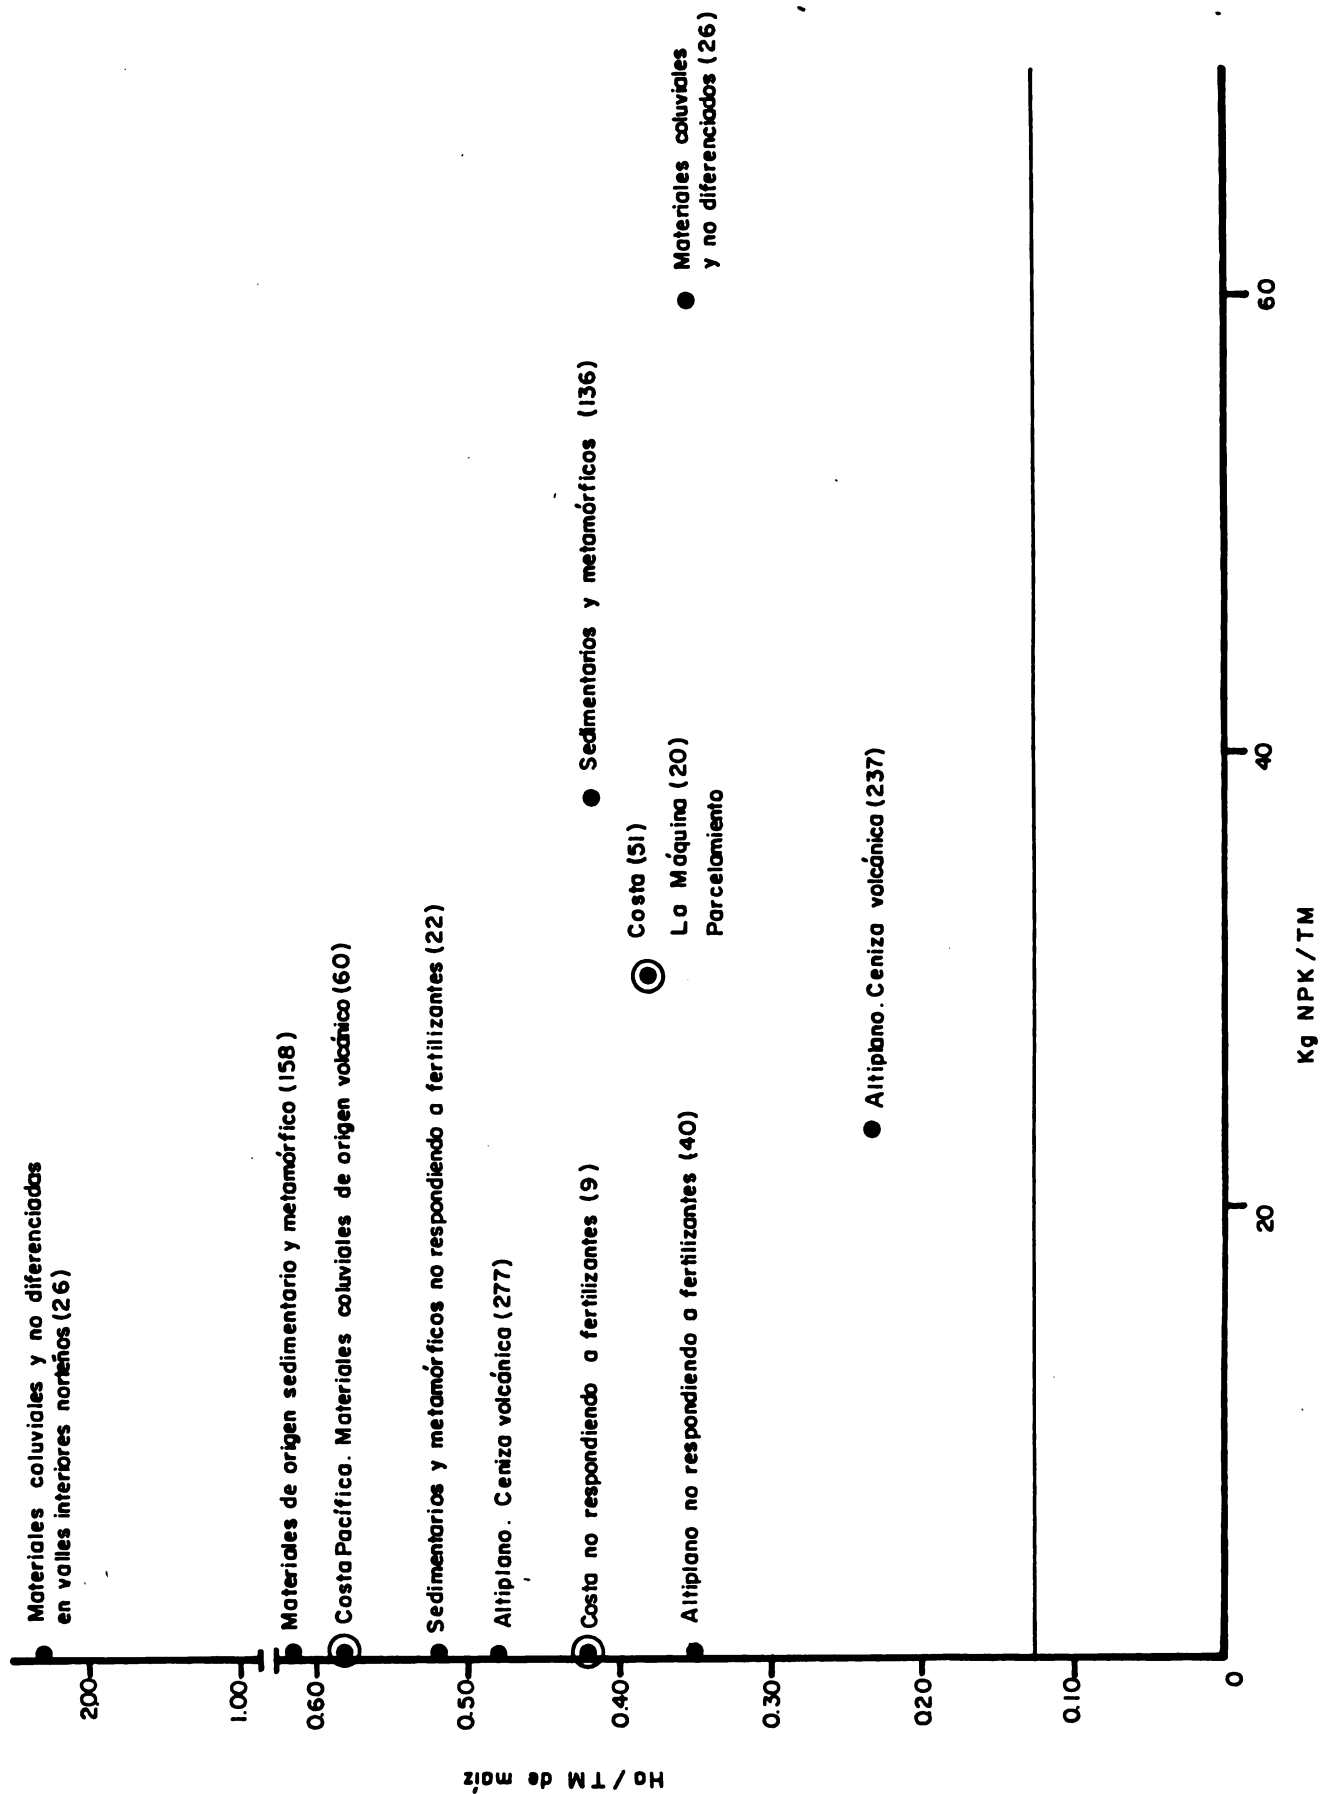 Materiales coluviales y no diferenciadas
en valles interiores norteños (26)
Materiales de origen sedimentario y metamórfico (158)
Costa Pacífica. Materiales coluviales de origen volcánico (60)
Sedimentarios y metamórficos no respondiendo a fertilizantes (22)
Altiplano. Ceniza volcánica (277)
Costa no respondiendo a fertilizantes (9)
Altiplano no respondiendo a fertilizantes (40)
Sedimentarios y metamórficos (136)
Costa (51)
La Máquina (20)
Parcelamiento
Materiales coluviales
y no diferenciados (26)
Altiplano. Ceniza volcánica (237)
Ha / TM de maíz
200
1.00
0.60
0.50
0.40
0.30
0.20
0.10
0
20
40
60
Kg NPK / TM